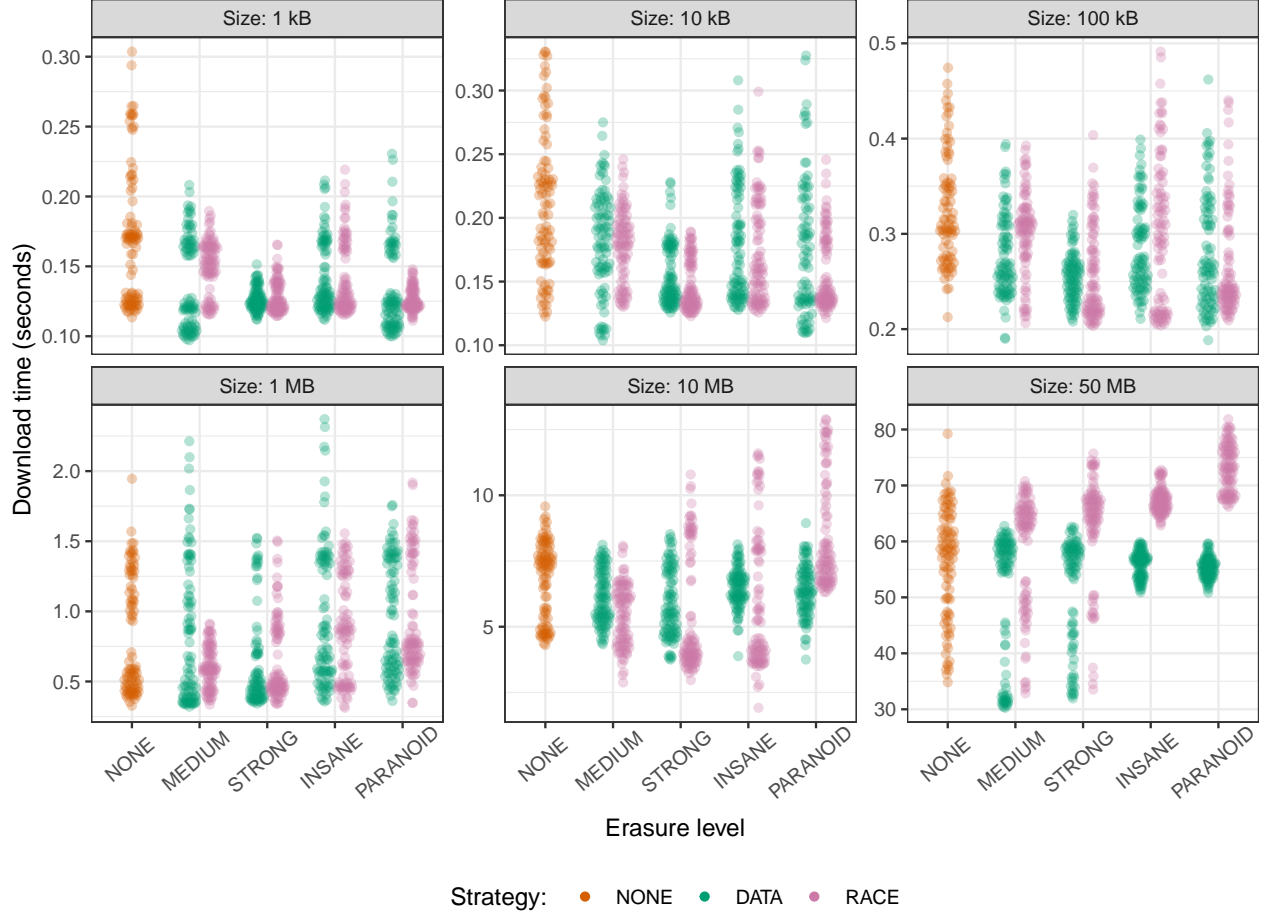 Size: 1 kB
Size: 10 kB
Size: 100 kB
0.30
0.25
0.20
0.15
0.10
0.30
0.25
0.20
0.15
0.10
0.5
0.4
0.3
0.2
Download time (seconds)
Size: 1 MB
Size: 10 MB
Size: 50 MB
2.0
1.5
1.0
0.5
10
5
80
70
60
50
40
30
NONE MEDIUM STRONG INSANE PARANOID
NONE MEDIUM STRONG INSANE PARANOID
NONE MEDIUM STRONG INSANE PARANOID
Erasure level
Strategy: NONE DATA RACE